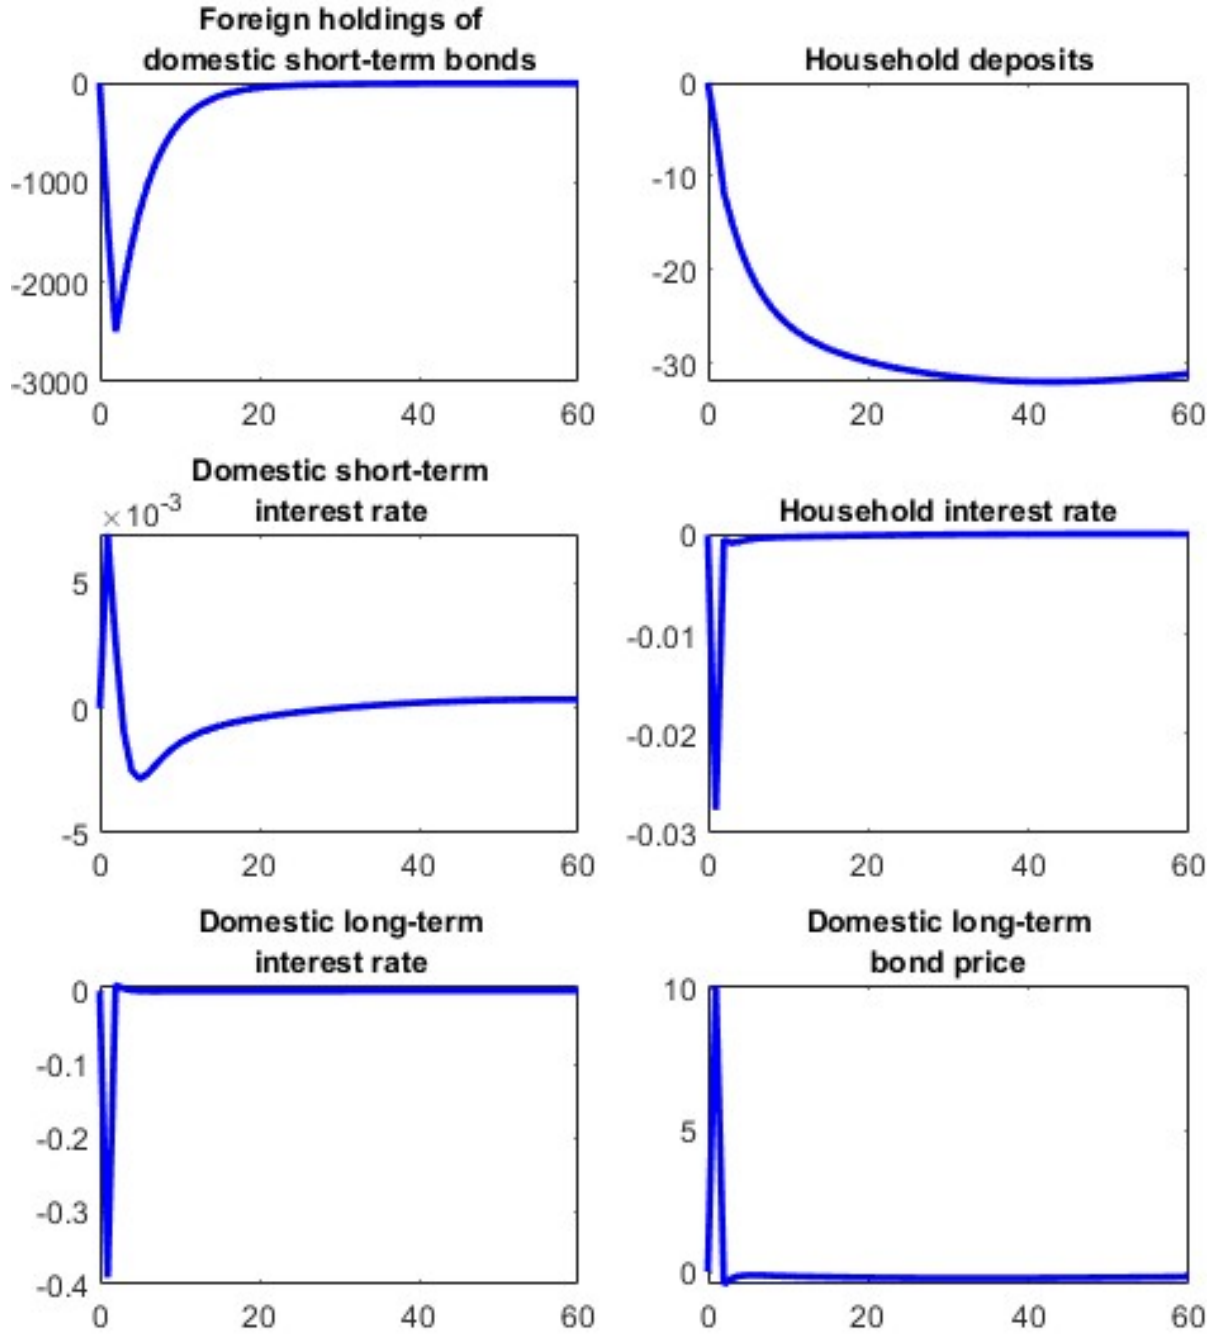 Foreign holdings of
domestic short-term bonds
0
-1000
-2000
-3000
0 20 40 60
Household deposits
0
-10
-20
-30
0 20 40 60
Domestic short-term
interest rate
×10-3
5
0
-5
0 20 40 60
Household interest rate
0
-0.01
-0.02
-0.03
0 20 40 60
Domestic long-term
interest rate
0
-0.1
-0.2
-0.3
-0.4
0 20 40 60
Domestic long-term
bond price
10
5
0
0 20 40 60